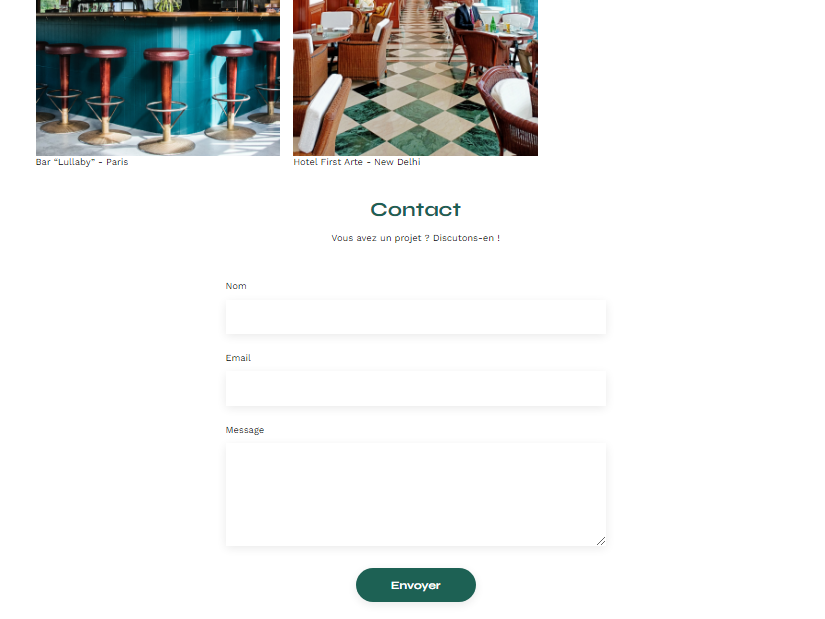 Bar “Lullaby” - Paris
Hotel First Arte - New Delhi
Contact
Vous avez un projet ? Discutons-en !
Nom
Email
Message
Envoyer